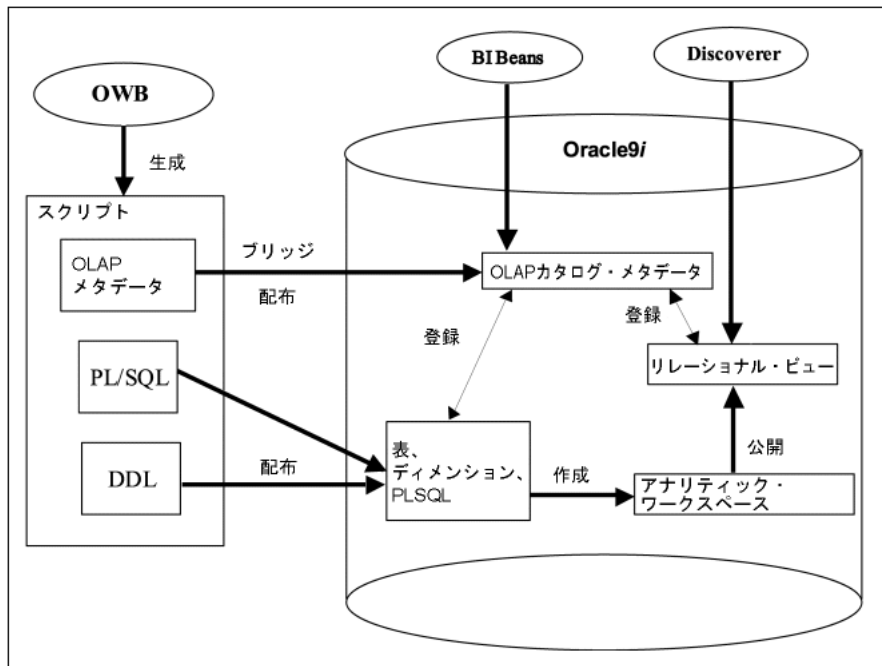 BI Beans
Discoverer
OWB
Oracle9i
生成
スクリプト
OLAP
メタデータ
ブリッジ
配布
OLAPカタログ・メタデータ
登録
登録
PL/SQL
リレーショナル・ビュー
DDL
配布
表、
ディメンション、
PLSQL
作成
公開
アナリティック・
ワークスペース